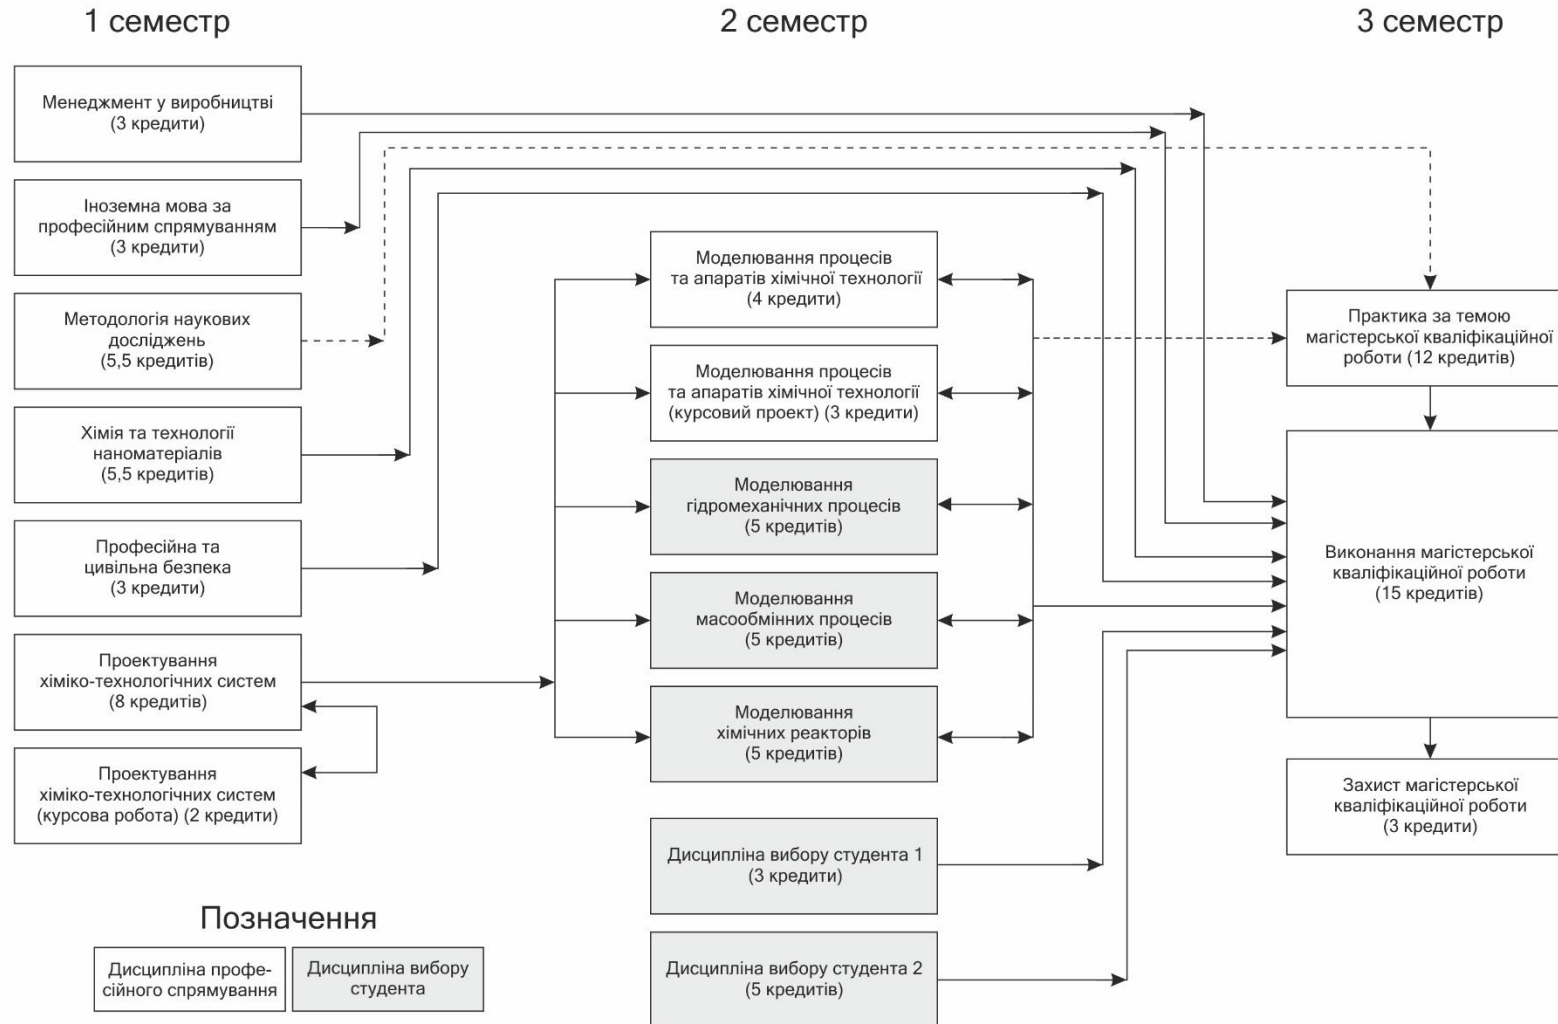 1 семестр
2 семестр
3 семестр
Менеджмент у виробництві
(3 кредити)
Іноземна мова за
професійним спрямуванням
(3 кредити)
Методологія наукових
досліджень
(5,5 кредитів)
Хімія та технології
наноматеріалів
(5,5 кредитів)
Професійна та
цивільна безпека
(3 кредити)
Проектування
хіміко-технологічних систем
(8 кредитів)
Проектування
хіміко-технологічних систем
(курсова робота) (2 кредити)
Моделювання процесів
та апаратів хімічної технології
(4 кредити)
Моделювання процесів
та апаратів хімічної технології
(курсовий проект) (3 кредити)
Моделювання
гідромеханічних процесів
(5 кредитів)
Моделювання
масообмінних процесів
(5 кредитів)
Моделювання
хімічних реакторів
(5 кредитів)
Дисципліна вибору студента 1
(3 кредити)
Дисципліна вибору студента 2
(5 кредитів)
Практика за темою
магістерської кваліфікаційної
роботи (12 кредитів)
Виконання магістерської
кваліфікаційної роботи
(15 кредитів)
Захист магістерської
кваліфікаційної роботи
(3 кредити)
Позначення
Дисципліна профе-
сійного спрямування
Дисципліна вибору
студента